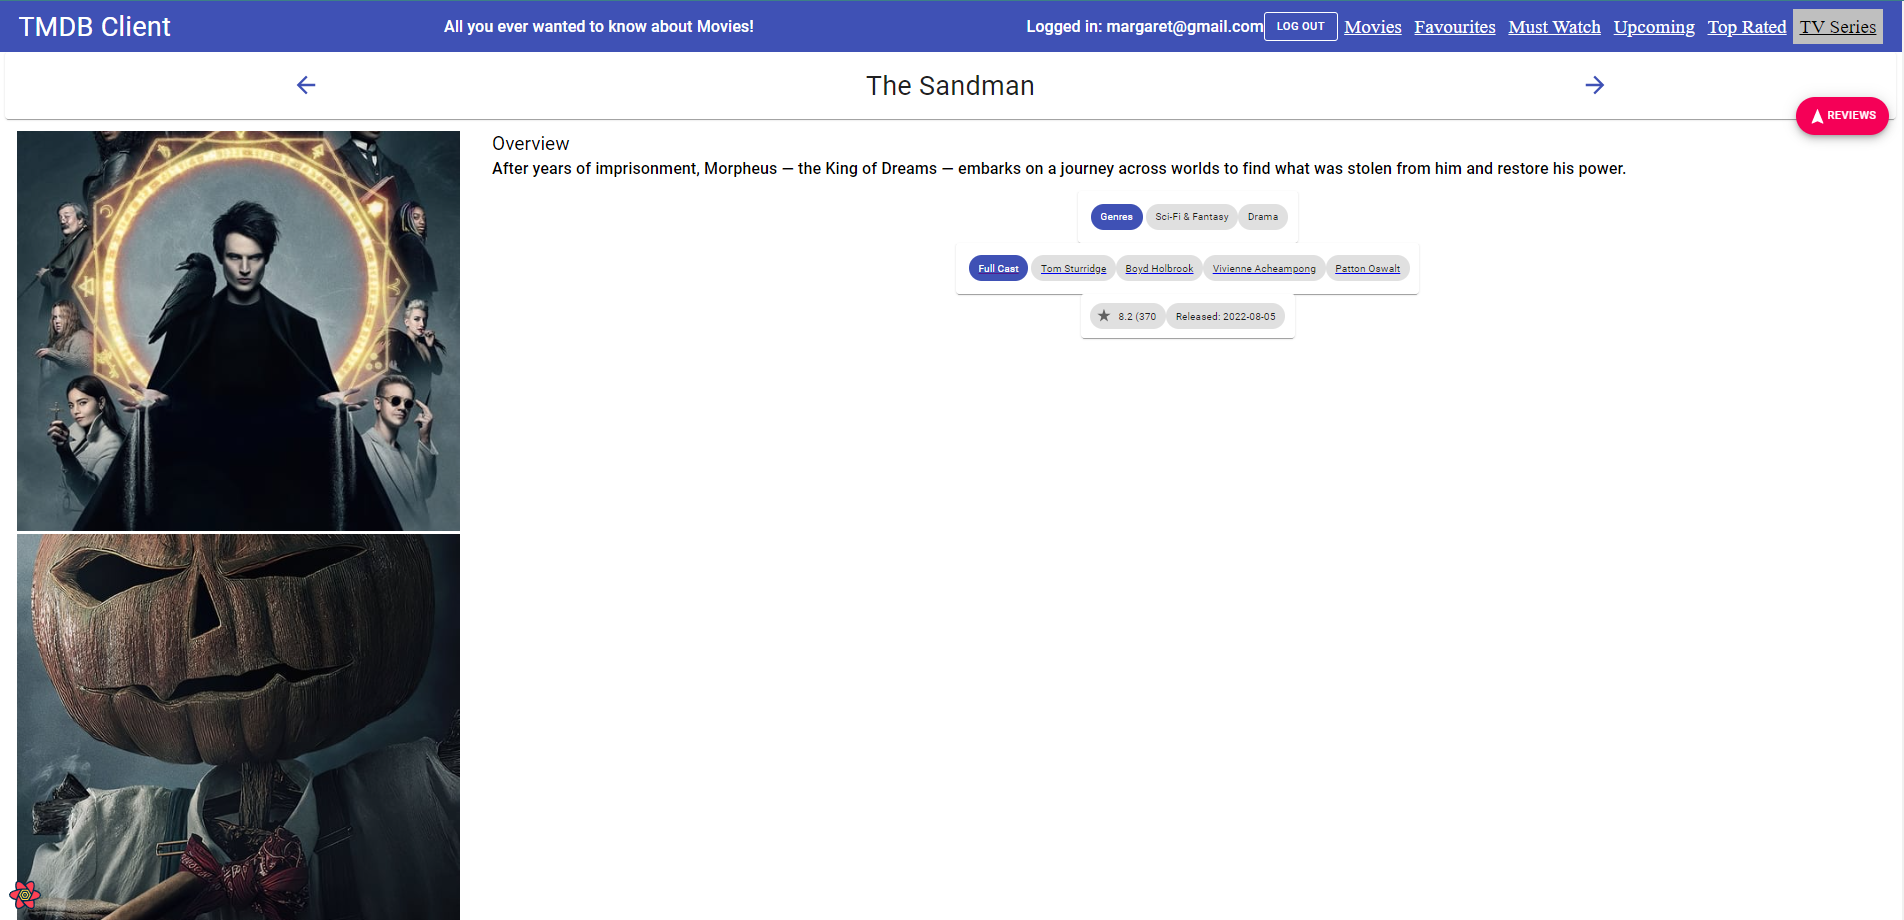 TMDB Client All you ever wanted to know about Movies! Logged in: margaret@gmail.com LOG OUT Movies Favourites Must Watch Upcoming Top Rated TV Series
The Sandman
REVIEWS
Overview
After years of imprisonment, Morpheus — the King of Dreams — embarks on a journey across worlds to find what was stolen from him and restore his power.
Genres Sci-Fi & Fantasy Drama
Full Cast Tom Sturridge Boyd Holbrook Vivienne Acheampong Patton Oswalt
8.2 (370 Released: 2022-08-05